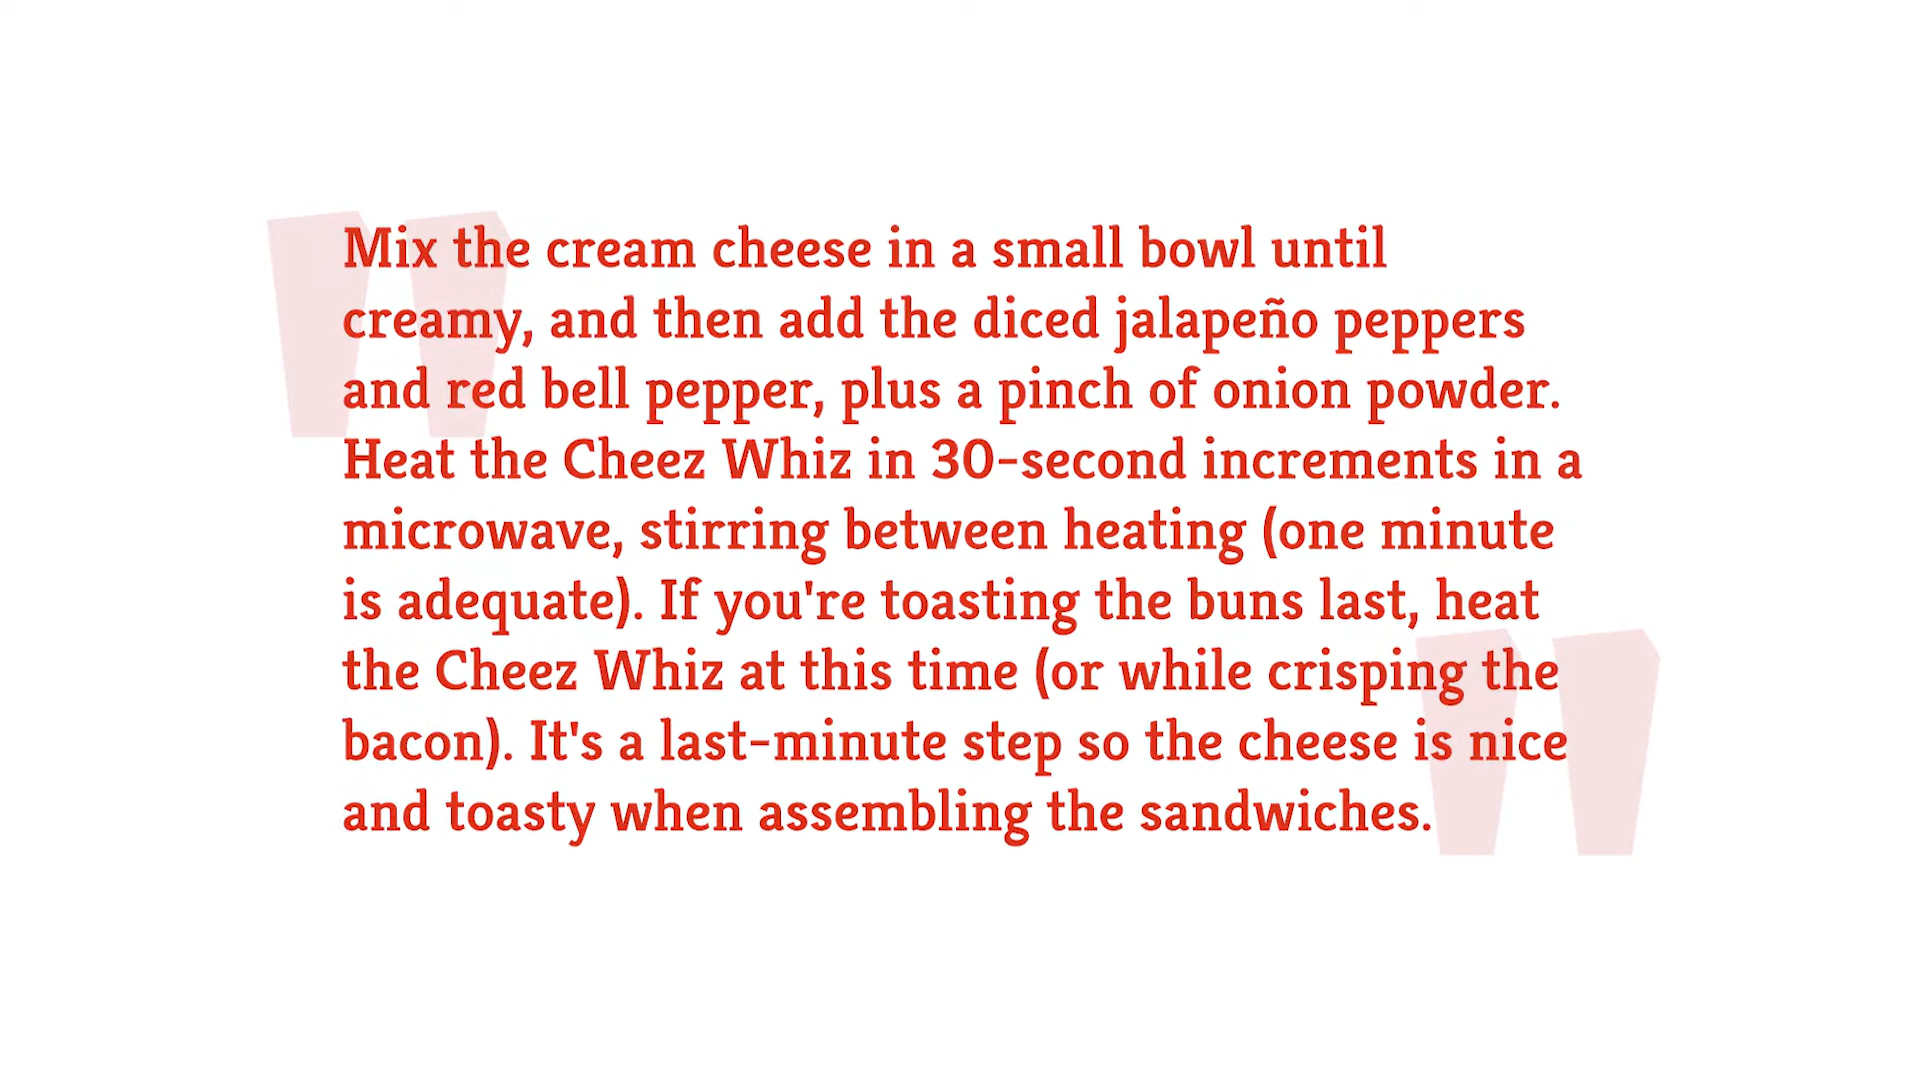 Mix the cream cheese in a small bowl until
creamy, and then add the diced jalapeño peppers
and red bell pepper, plus a pinch of onion powder.
Heat the Cheez Whiz in 30-second increments in a
microwave, stirring between heating (one minute
is adequate). If you're toasting the buns last, heat
the Cheez Whiz at this time (or while crisping the
bacon). It's a last-minute step so the cheese is nice
and toasty when assembling the sandwiches.